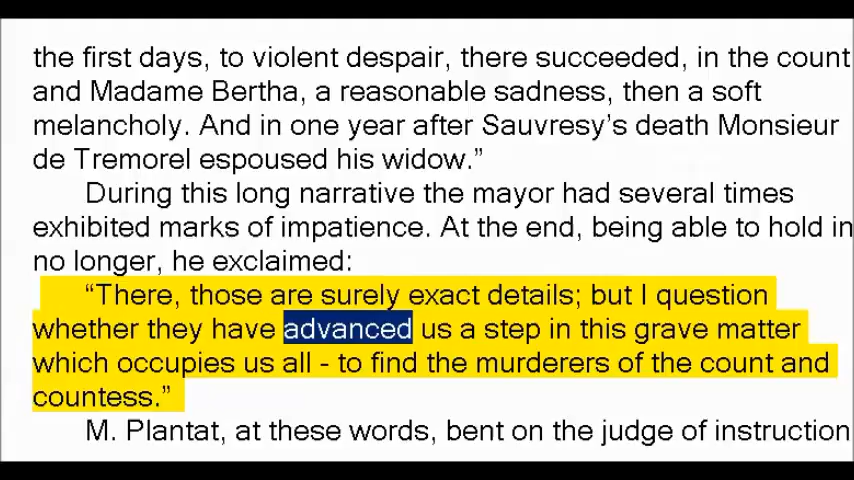 the first days, to violent despair, there succeeded, in the count
and Madame Bertha, a reasonable sadness, then a soft
melancholy. And in one year after Sauvresy’s death Monsieur
de Tremorel espoused his widow.”
During this long narrative the mayor had several times
exhibited marks of impatience. At the end, being able to hold in
no longer, he exclaimed:
“There, those are surely exact details; but I question
whether they have advanced us a step in this grave matter
which occupies us all - to find the murderers of the count and
countess.”
M. Plantat, at these words, bent on the judge of instruction